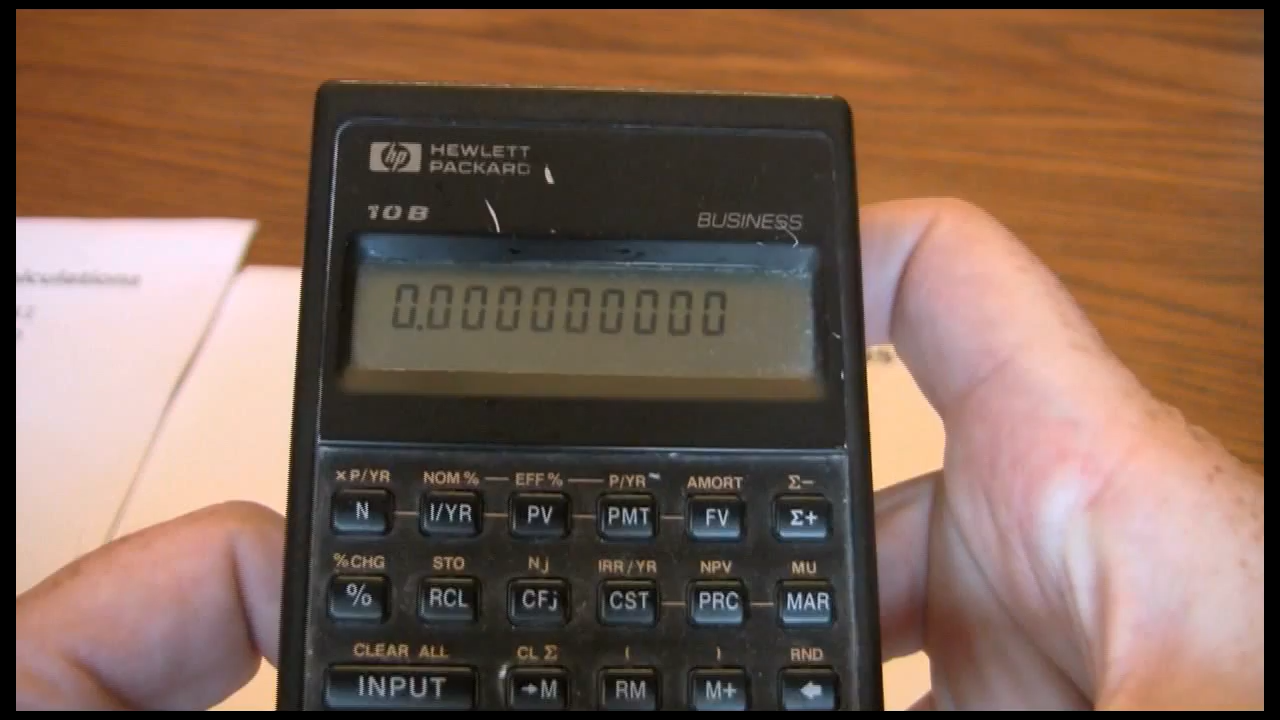 hp HEWLETT
PACKARD
10B BUSINESS
0.000000000
×P/YR NOM% EFF% P/YR AMORT Σ−
N I/YR PV PMT FV Σ+
%CHG STO Nj IRR/YR NPV MU
% RCL CFj CST PRC MAR
CLEAR ALL CL Σ ( ) RND
INPUT →M RM M+ ←